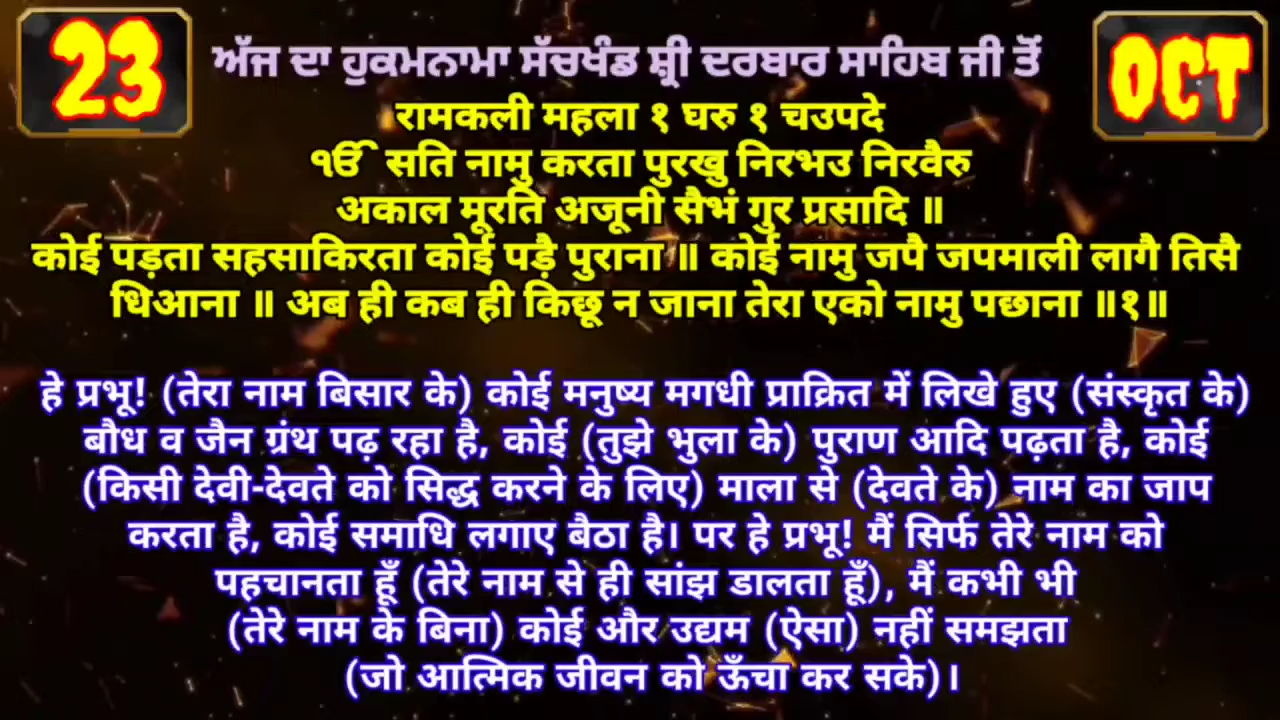 23
ਅੱਜ ਦਾ ਹੁਕਮਨਾਮਾ ਸੱਚਖੰਡ ਸ਼੍ਰੀ ਦਰਬਾਰ ਸਾਹਿਬ ਜੀ ਤੋਂ
OCT
रामकली महला १ घरु १ चउपदे
ੴ सति नामु करता पुरखु निरभउ निरवैरु
अकाल मूरति अजूनी सैभं गुर प्रसादि ॥
कोई पड़ता सहसाकिरता कोई पड़ै पुराना ॥ कोई नामु जपै जपमाली लागै तिसै
धिआना ॥ अब ही कब ही किछू न जाना तेरा एको नामु पछाना ॥१॥
हे प्रभू! (तेरा नाम बिसार के) कोई मनुष्य मगधी प्राक्रित में लिखे हुए (संस्कृत के)
बौध व जैन ग्रंथ पढ़ रहा है, कोई (तुझे भुला के) पुराण आदि पढ़ता है, कोई
(किसी देवी-देवते को सिद्ध करने के लिए) माला से (देवते के) नाम का जाप
करता है, कोई समाधि लगाए बैठा है। पर हे प्रभू! मैं सिर्फ तेरे नाम को
पहचानता हूँ (तेरे नाम से ही सांझ डालता हूँ), मैं कभी भी
(तेरे नाम के बिना) कोई और उद्यम (ऐसा) नहीं समझता
(जो आत्मिक जीवन को ऊँचा कर सके)।